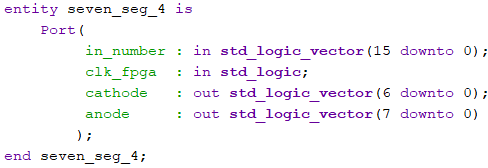 entity seven_seg_4 is
Port(
in_number : in std_logic_vector(15 downto 0);
clk_fpga : in std_logic;
cathode : out std_logic_vector(6 downto 0);
anode : out std_logic_vector(7 downto 0)
);
end seven_seg_4;